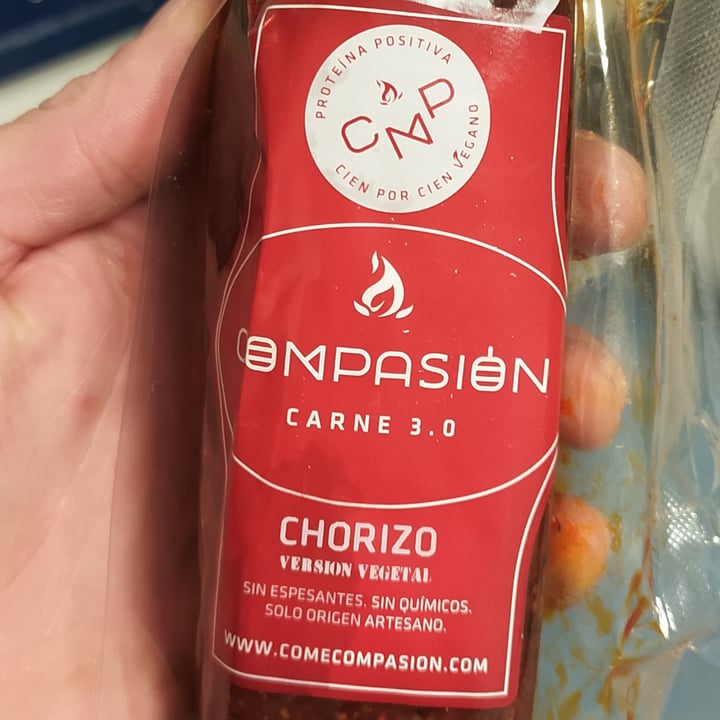 PROTEÍNA POSITIVA
CNP
CIEN POR CIEN VEGANO
COMPASIÓN
CARNE 3.0
CHORIZO
VERSION VEGETAL
SIN ESPESANTES. SIN QUÍMICOS.
SOLO ORIGEN ARTESANO.
WWW.COMECOMPASION.COM